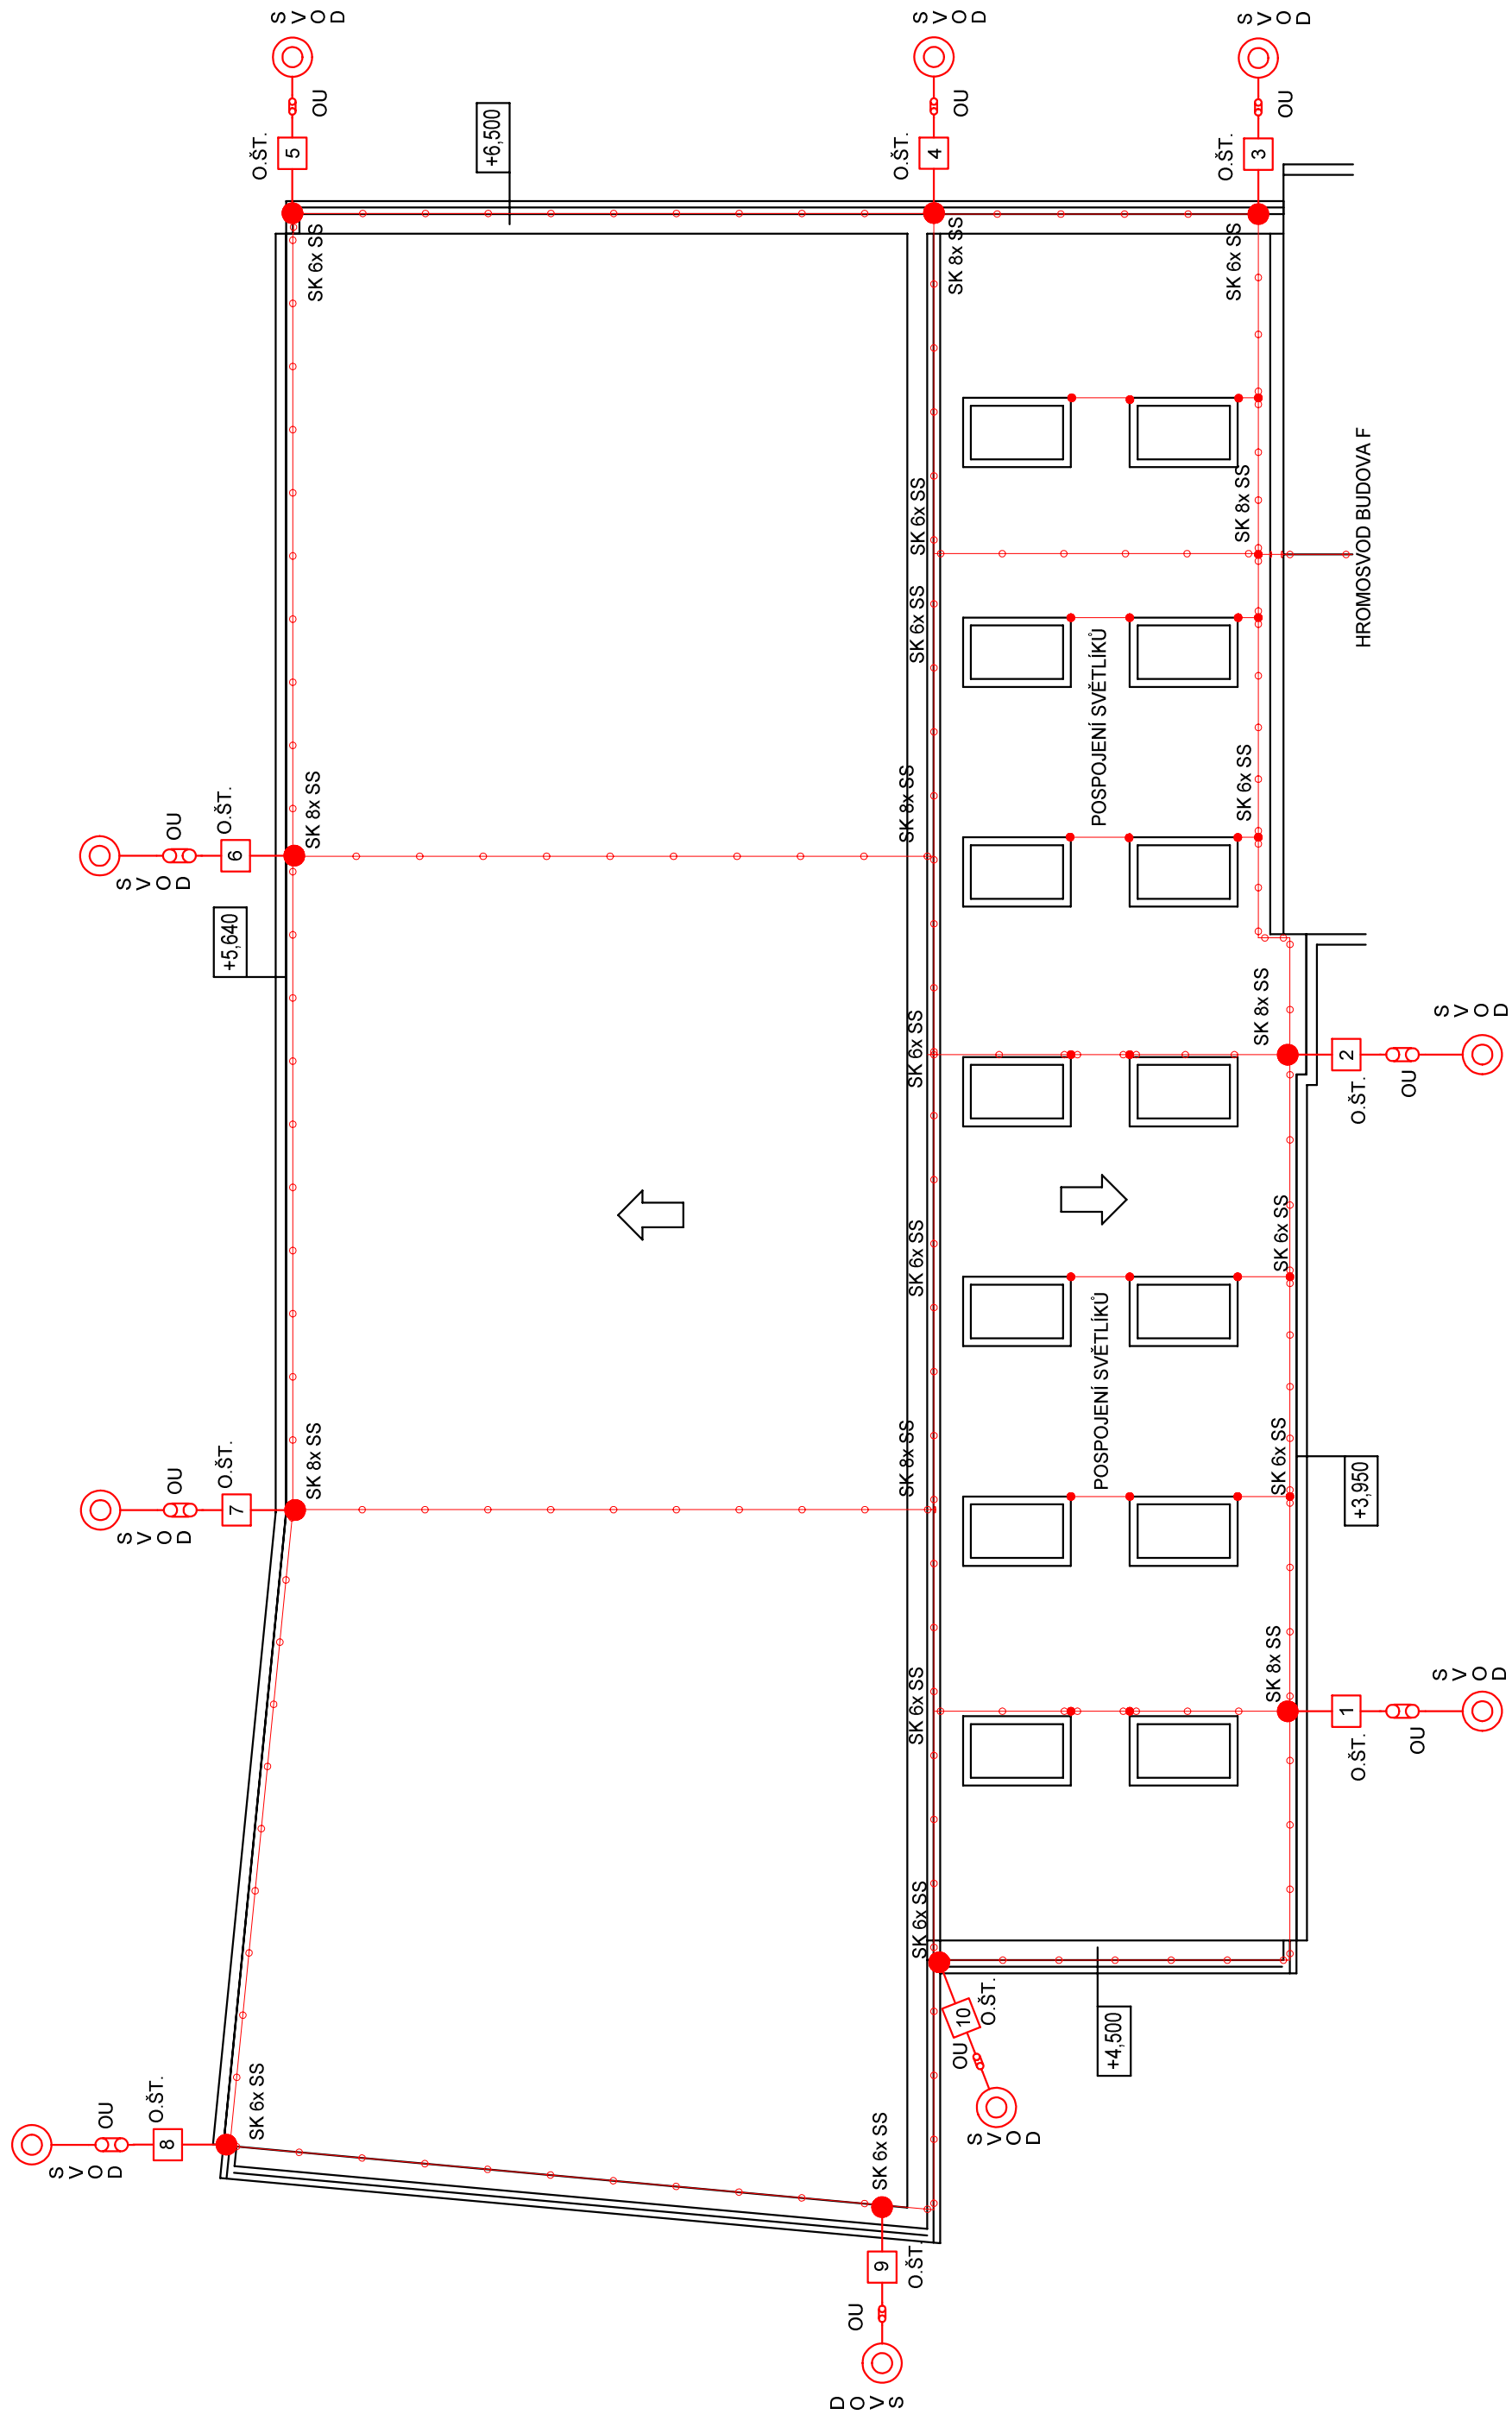 SVOD
OU
O.ŠT.
5
SK 6x SS
+6,500
SVOD
OU
O.ŠT.
4
SK 8x SS
SVOD
OU
O.ŠT.
3
SK 6x SS
SK 6x SS
SK 8x SS
HROMOSVOD BUDOVA F
SK 6x SS
POSPOJENÍ SVĚTLÍKŮ
SK 6x SS
SVOD
OU
O.ŠT.
6
SK 8x SS
SK 8x SS
+5,640
SK 6x SS
SK 8x SS
SVOD
2
O.ŠT.
OU
SK 6x SS
SK 6x SS
POSPOJENÍ SVĚTLÍKŮ
SK 6x SS
+3,950
SVOD
OU
O.ŠT.
7
SK 8x SS
SK 8x SS
SK 6x SS
SK 8x SS
SVOD
1
O.ŠT.
OU
SK 6x SS
10
O.ŠT.
OU
SVOD
+4,500
SVOD
OU
O.ŠT.
8
SK 6x SS
SK 6x SS
9
O.ŠT.
OU
SVOD